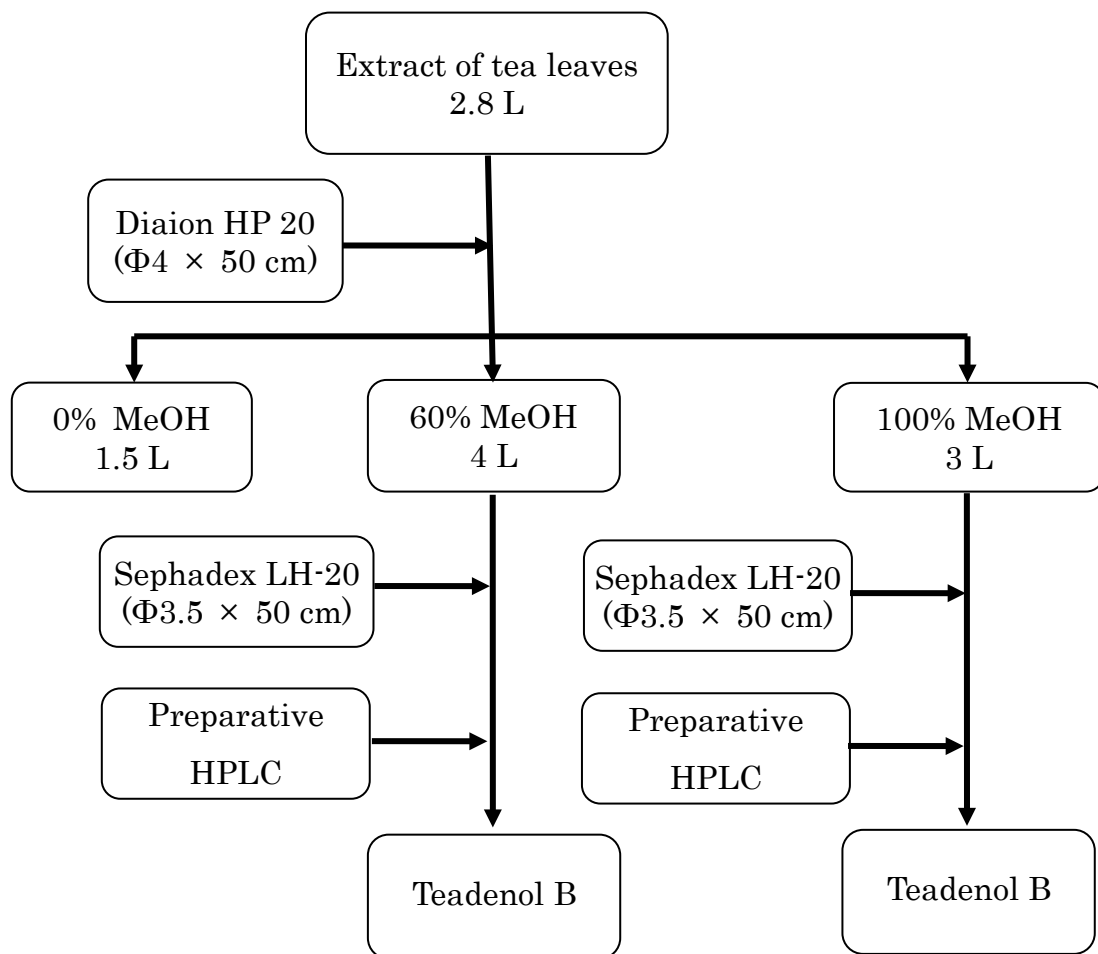 Extract of tea leaves
2.8 L
Diaion HP 20
(Φ4 × 50 cm)
0% MeOH
1.5 L
60% MeOH
4 L
100% MeOH
3 L
Sephadex LH-20
(Φ3.5 × 50 cm)
Sephadex LH-20
(Φ3.5 × 50 cm)
Preparative
HPLC
Preparative
HPLC
Teadenol B
Teadenol B